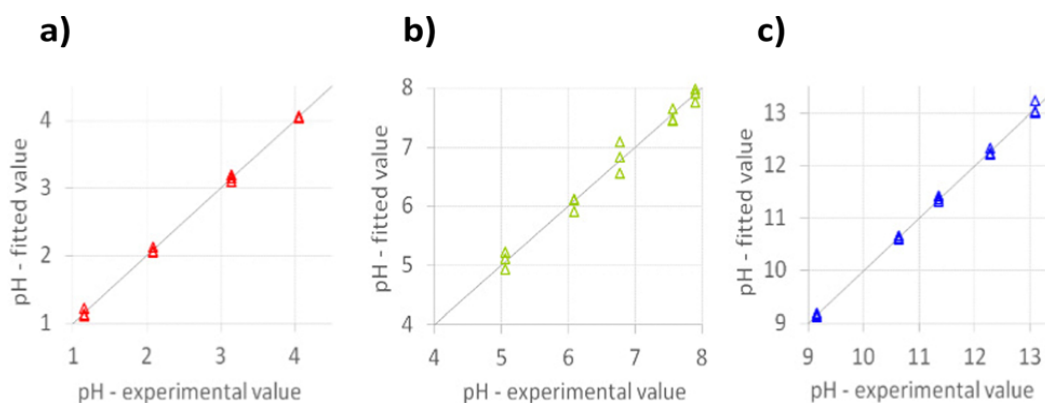 a)
pH - fitted value
4
3
2
1
1 2 3 4
pH - experimental value
b)
pH - fitted value
8
7
6
5
4
4 5 6 7 8
pH - experimental value
c)
pH - fitted value
13
12
11
10
9
9 10 11 12 13
pH - experimental value